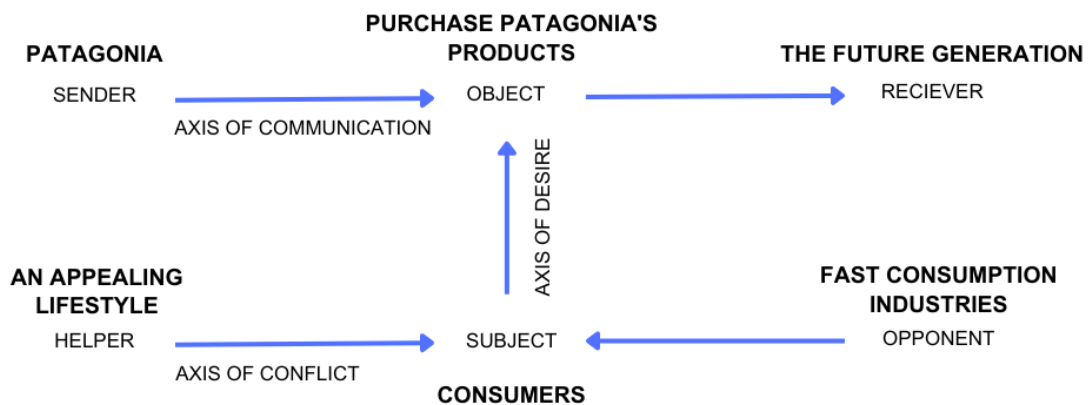 PURCHASE PATAGONIA'S
PRODUCTS
PATAGONIA
THE FUTURE GENERATION
SENDER
OBJECT
RECIEVER
AXIS OF COMMUNICATION
AXIS OF DESIRE
AN APPEALING
LIFESTYLE
FAST CONSUMPTION
INDUSTRIES
HELPER
SUBJECT
OPPONENT
AXIS OF CONFLICT
CONSUMERS